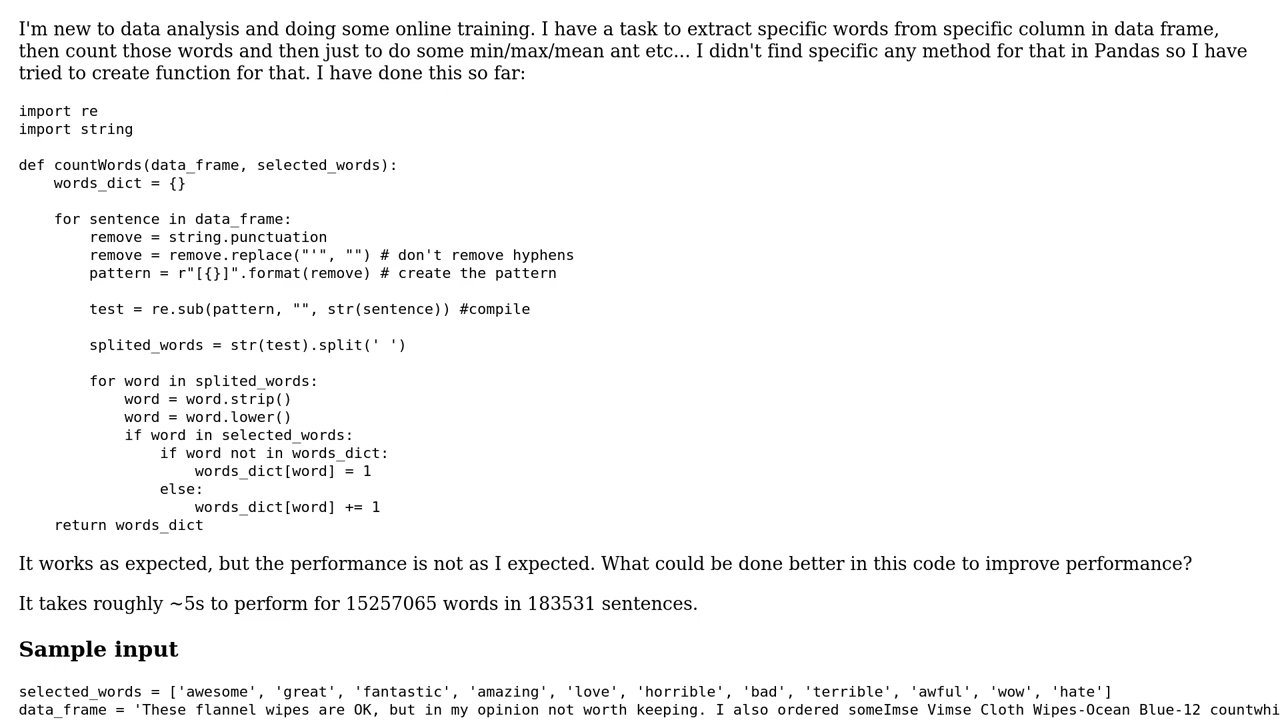 I'm new to data analysis and doing some online training. I have a task to extract specific words from specific column in data frame,
then count those words and then just to do some min/max/mean ant etc... I didn't find specific any method for that in Pandas so I have
tried to create function for that. I have done this so far:
import re
import string
def countWords(data_frame, selected_words):
    words_dict = {}
    for sentence in data_frame:
        remove = string.punctuation
        remove = remove.replace("'", "") # don't remove hyphens
        pattern = r"[{}]".format(remove) # create the pattern
        test = re.sub(pattern, "", str(sentence)) #compile
        splited_words = str(test).split(' ')
        for word in splited_words:
            word = word.strip()
            word = word.lower()
            if word in selected_words:
                if word not in words_dict:
                    words_dict[word] = 1
                else:
                    words_dict[word] += 1
    return words_dict
It works as expected, but the performance is not as I expected. What could be done better in this code to improve performance?
It takes roughly ~5s to perform for 15257065 words in 183531 sentences.
Sample input
selected_words = ['awesome', 'great', 'fantastic', 'amazing', 'love', 'horrible', 'bad', 'terrible', 'awful', 'wow', 'hate']
data_frame = 'These flannel wipes are OK, but in my opinion not worth keeping. I also ordered someImse Vimse Cloth Wipes-Ocean Blue-12 countwhi